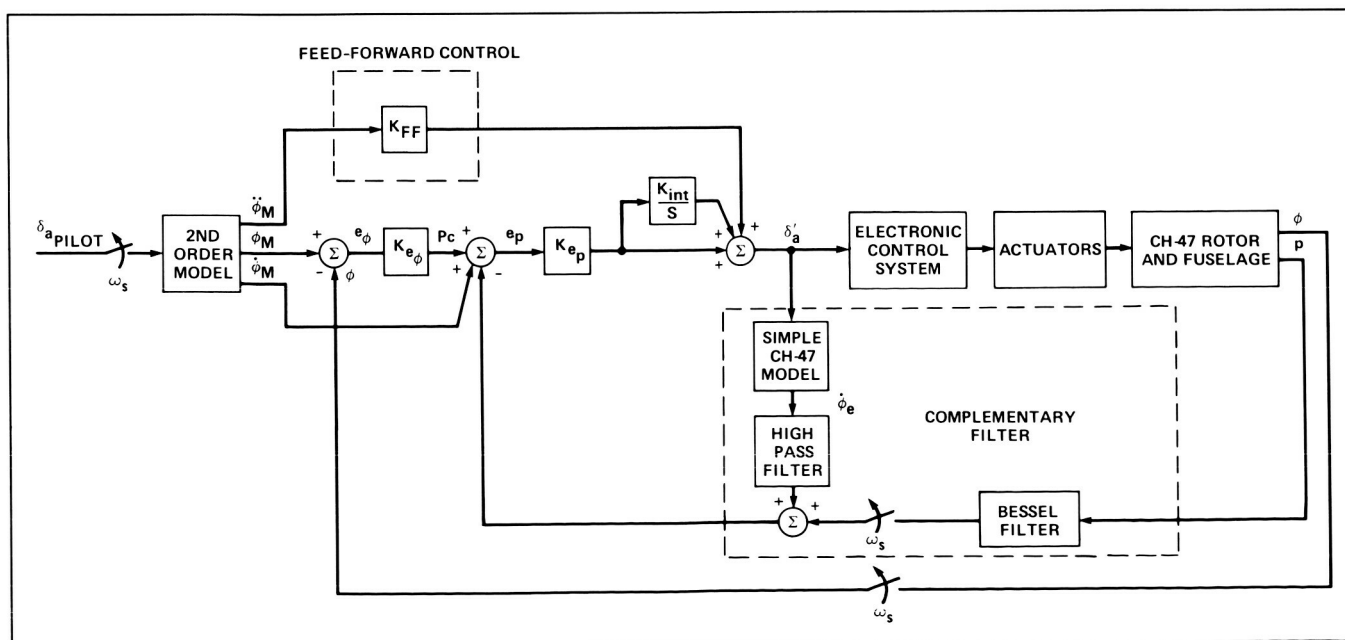 FEED-FORWARD CONTROL
K_FF
δ_a PILOT
ω_s
2ND
ORDER
MODEL
φ̈_M
φ_M
φ̇_M
+
-
Σ
φ
e_φ
K_eφ
Pc
+
+
-
Σ
e_p
K_ep
K_int
S
+
+
+
Σ
δ'_a
ELECTRONIC
CONTROL
SYSTEM
ACTUATORS
CH-47 ROTOR
AND FUSELAGE
φ
p
SIMPLE
CH-47
MODEL
φ̇_e
HIGH
PASS
FILTER
COMPLEMENTARY
FILTER
+
+
Σ
ω_s
BESSEL
FILTER
ω_s